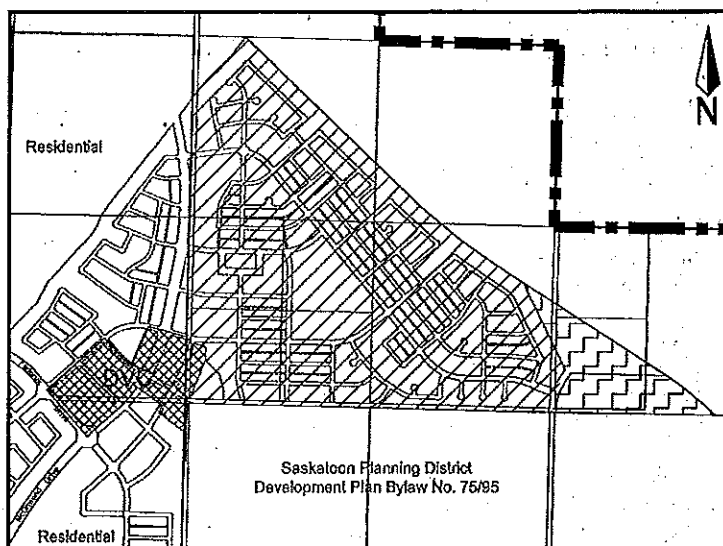 N
Residential
Saskatoon Planning District
Development Plan Bylaw No. 75/95
Residential